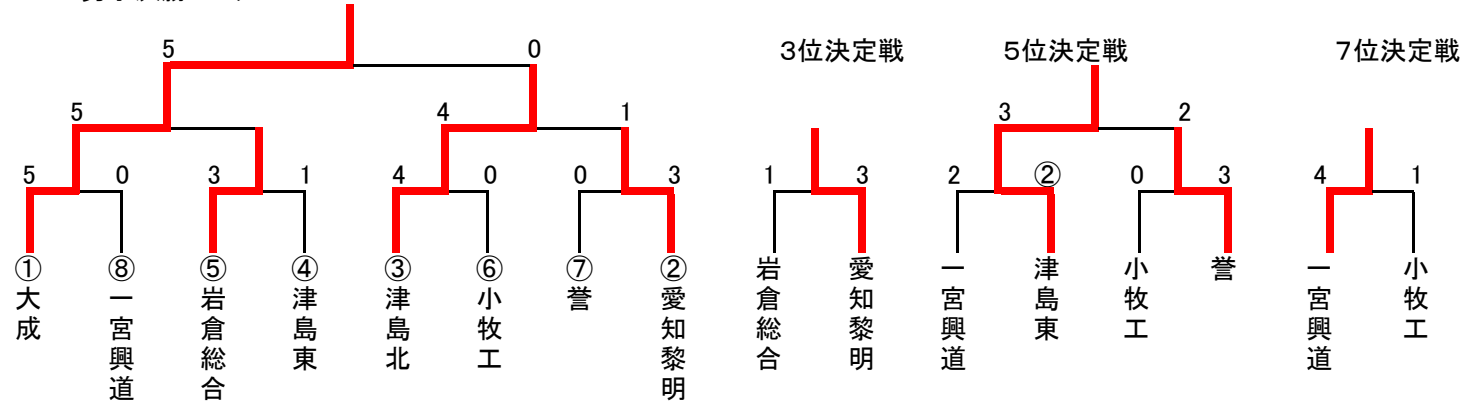 5 0 3位決定戦 5位決定戦 7位決定戦
5 4 1 3 2
5 0 3 1 4 0 0 3 1 3 2 ② 0 3 4 1
①大成
⑧一宮興道
⑤岩倉総合
④津島東
③津島北
⑥小牧工
⑦誉
②愛知黎明
岩倉総合
愛知黎明
一宮興道
津島東
小牧工
誉
一宮興道
小牧工